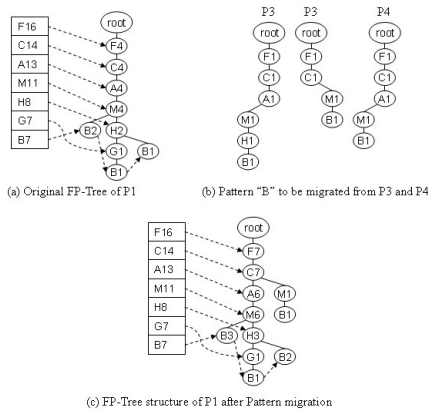 P3 P3 P4
F16 root root root root
C14 F4 F1 F1 F1
A13 C4 C1 C1 C1
M11 A4 A1 A1
H8 M4 M1 M1 M1
G7 B2 H2 H1 B1 B1
B7 G1 B1 B1
B1
(a) Original FP-Tree of P1 (b) Pattern “B” to be migrated from P3 and P4
F16 root
C14 F7
A13 C7
M11 A6 M1
H8 M6 B1
G7 B3 H3
B7 G1 B2
B1
(c) FP-Tree structure of P1 after Pattern migration